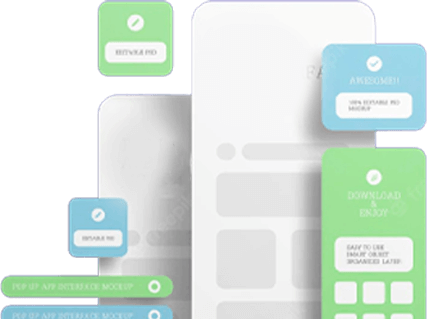 EDITABLE PSD
AWESOME!!
100% EDITABLE PSD
MOCKUP
DOWNLOAD
&
ENJOY
EASY TO USE
SMART OBJECT
ORGANIZED LAYER
EDITABLE PSD
POP UP APP INTERFACE MOCKUP
POP UP APP INTERFACE MOCKUP